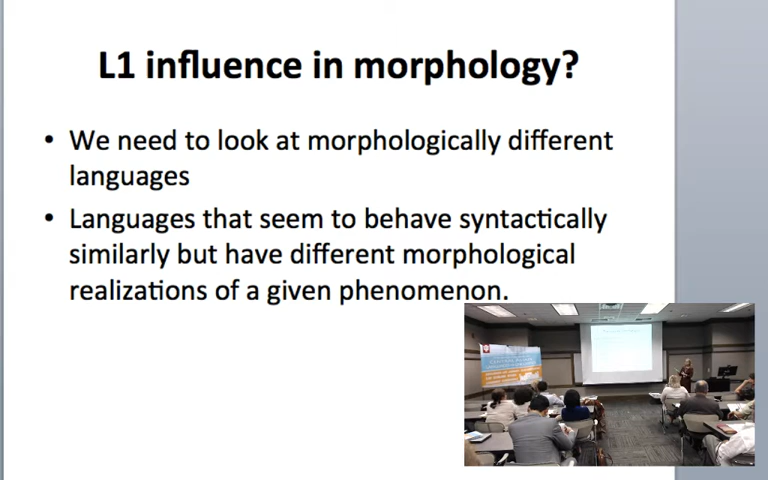 L1 influence in morphology?
• We need to look at morphologically different
languages
• Languages that seem to behave syntactically
similarly but have different morphological
realizations of a given phenomenon.